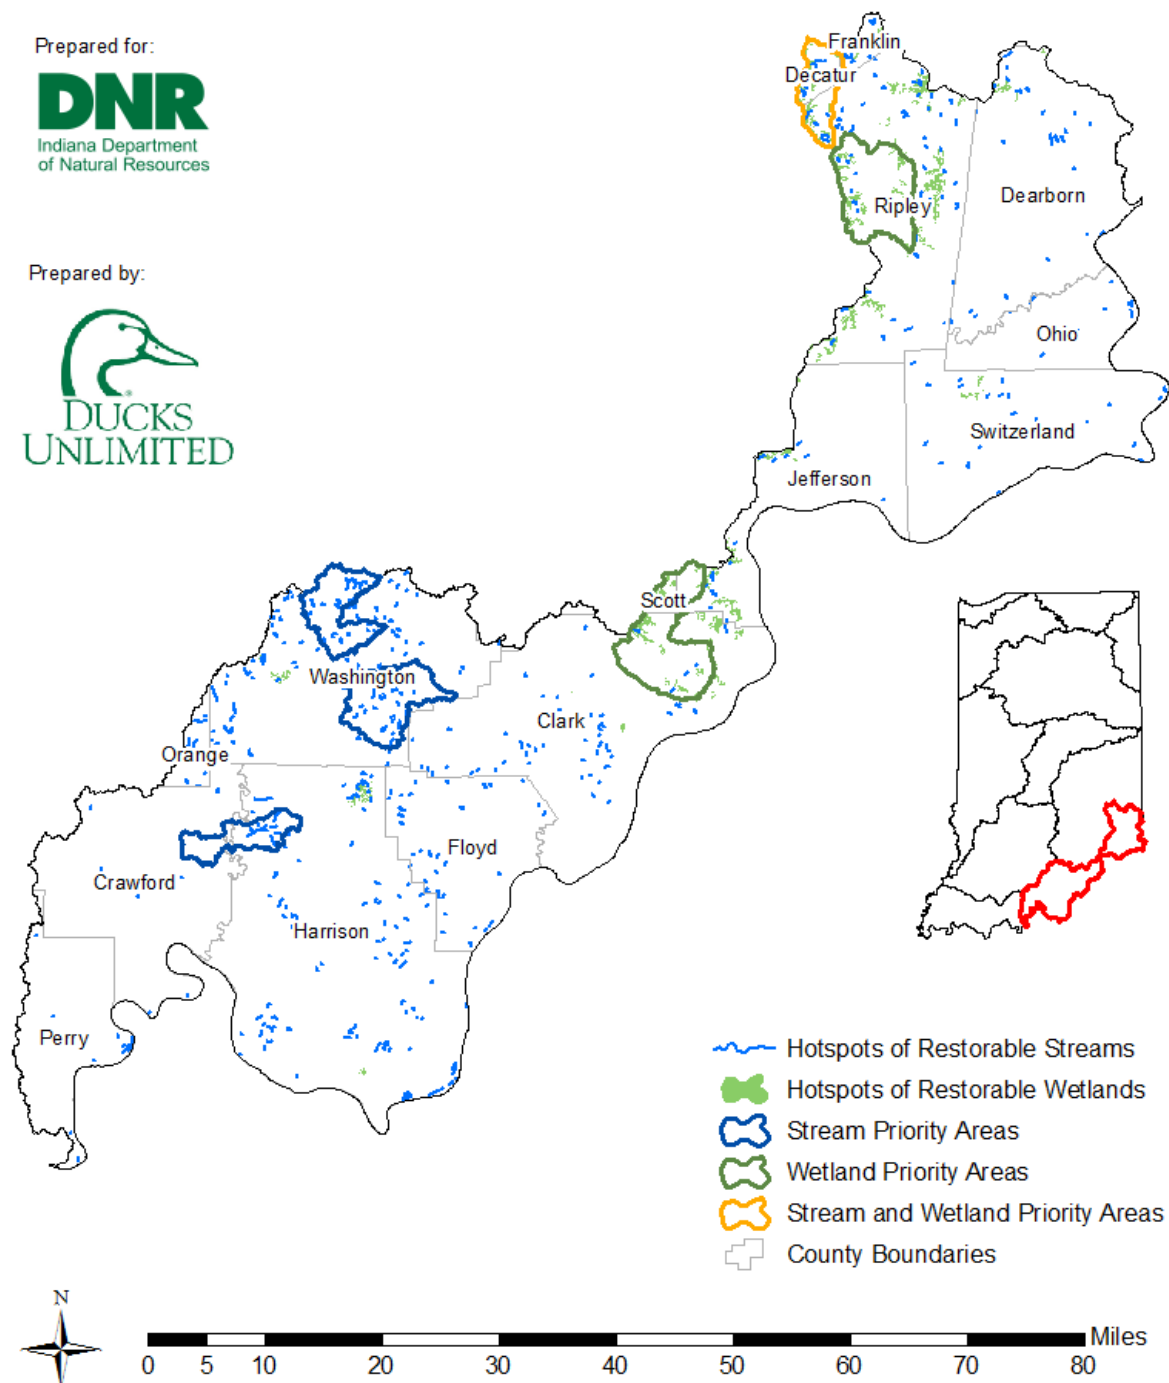 Prepared for:
DNR
Indiana Department
of Natural Resources
Prepared by:
DUCKS
UNLIMITED
Franklin
Decatur
Ripley
Dearborn
Ohio
Switzerland
Jefferson
Scott
Washington
Clark
Orange
Floyd
Crawford
Harrison
Perry
Hotspots of Restorable Streams
Hotspots of Restorable Wetlands
Stream Priority Areas
Wetland Priority Areas
Stream and Wetland Priority Areas
County Boundaries
N
Miles
0 5 10 20 30 40 50 60 70 80